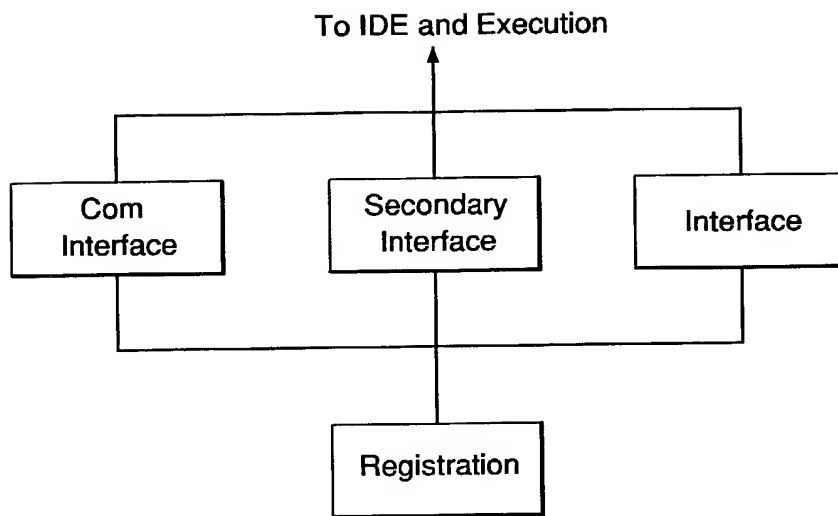 To IDE and Execution
Com
Interface
Secondary
Interface
Interface
Registration